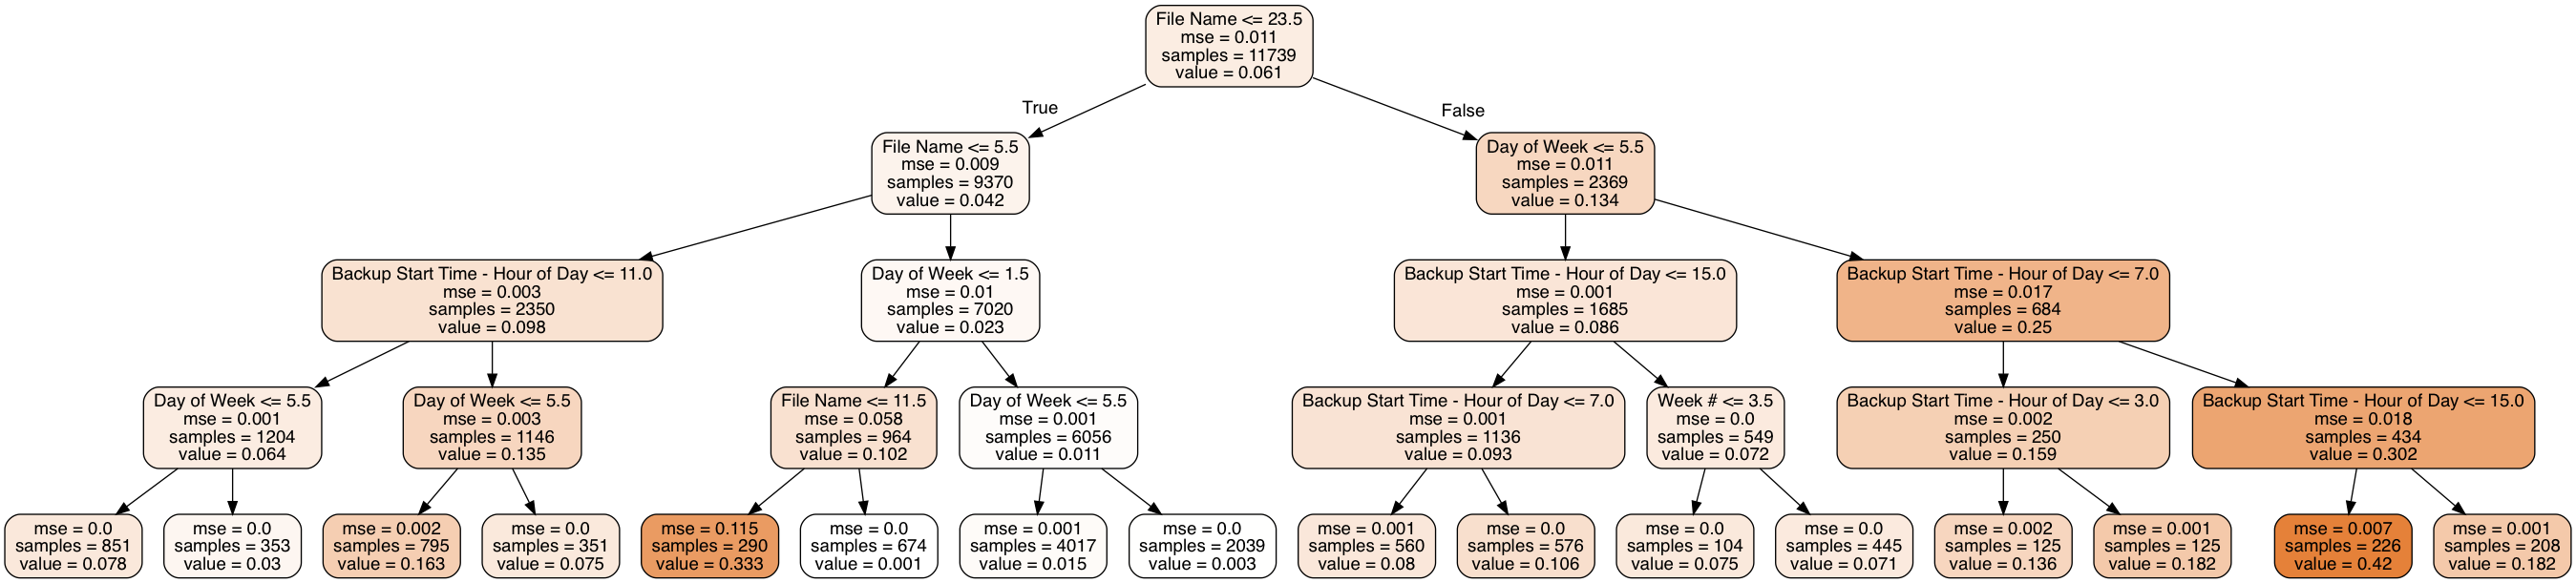 File Name <= 23.5
mse = 0.011
samples = 11739
value = 0.061
True
False
File Name <= 5.5
mse = 0.009
samples = 9370
value = 0.042
Day of Week <= 5.5
mse = 0.011
samples = 2369
value = 0.134
Backup Start Time - Hour of Day <= 11.0
mse = 0.003
samples = 2350
value = 0.098
Day of Week <= 1.5
mse = 0.01
samples = 7020
value = 0.023
Backup Start Time - Hour of Day <= 15.0
mse = 0.001
samples = 1685
value = 0.086
Backup Start Time - Hour of Day <= 7.0
mse = 0.017
samples = 684
value = 0.25
Day of Week <= 5.5
mse = 0.001
samples = 1204
value = 0.064
Day of Week <= 5.5
mse = 0.003
samples = 1146
value = 0.135
File Name <= 11.5
mse = 0.058
samples = 964
value = 0.102
Day of Week <= 5.5
mse = 0.001
samples = 6056
value = 0.011
Backup Start Time - Hour of Day <= 7.0
mse = 0.001
samples = 1136
value = 0.093
Week # <= 3.5
mse = 0.0
samples = 549
value = 0.072
Backup Start Time - Hour of Day <= 3.0
mse = 0.002
samples = 250
value = 0.159
Backup Start Time - Hour of Day <= 15.0
mse = 0.018
samples = 434
value = 0.302
mse = 0.0
samples = 851
value = 0.078
mse = 0.0
samples = 353
value = 0.03
mse = 0.002
samples = 795
value = 0.163
mse = 0.0
samples = 351
value = 0.075
mse = 0.115
samples = 290
value = 0.333
mse = 0.0
samples = 674
value = 0.001
mse = 0.001
samples = 4017
value = 0.015
mse = 0.0
samples = 2039
value = 0.003
mse = 0.001
samples = 560
value = 0.08
mse = 0.0
samples = 576
value = 0.106
mse = 0.0
samples = 104
value = 0.075
mse = 0.0
samples = 445
value = 0.071
mse = 0.002
samples = 125
value = 0.136
mse = 0.001
samples = 125
value = 0.182
mse = 0.007
samples = 226
value = 0.42
mse = 0.001
samples = 208
value = 0.182